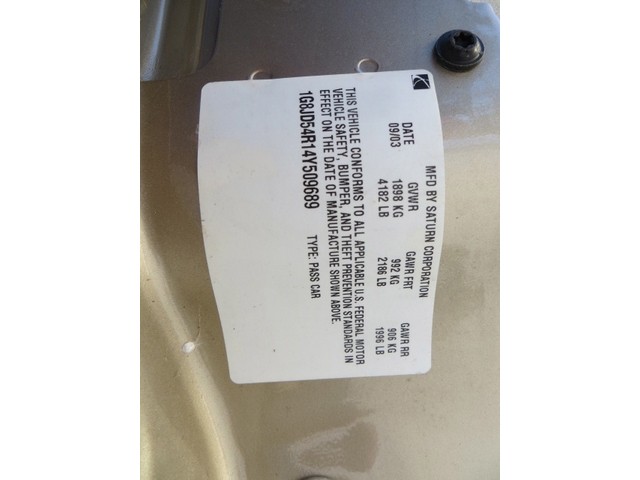 MFD BY SATURN CORPORATION
DATE GVWR GAWR FRT GAWR RR
09/03 1898 KG 992 KG 906 KG
4182 LB 2186 LB 1996 LB
THIS VEHICLE CONFORMS TO ALL APPLICABLE U.S. FEDERAL MOTOR
VEHICLE SAFETY, BUMPER, AND THEFT PREVENTION STANDARDS IN
EFFECT ON THE DATE OF MANUFACTURE SHOWN ABOVE.
1G8JD54R14Y509689 TYPE: PASS CAR